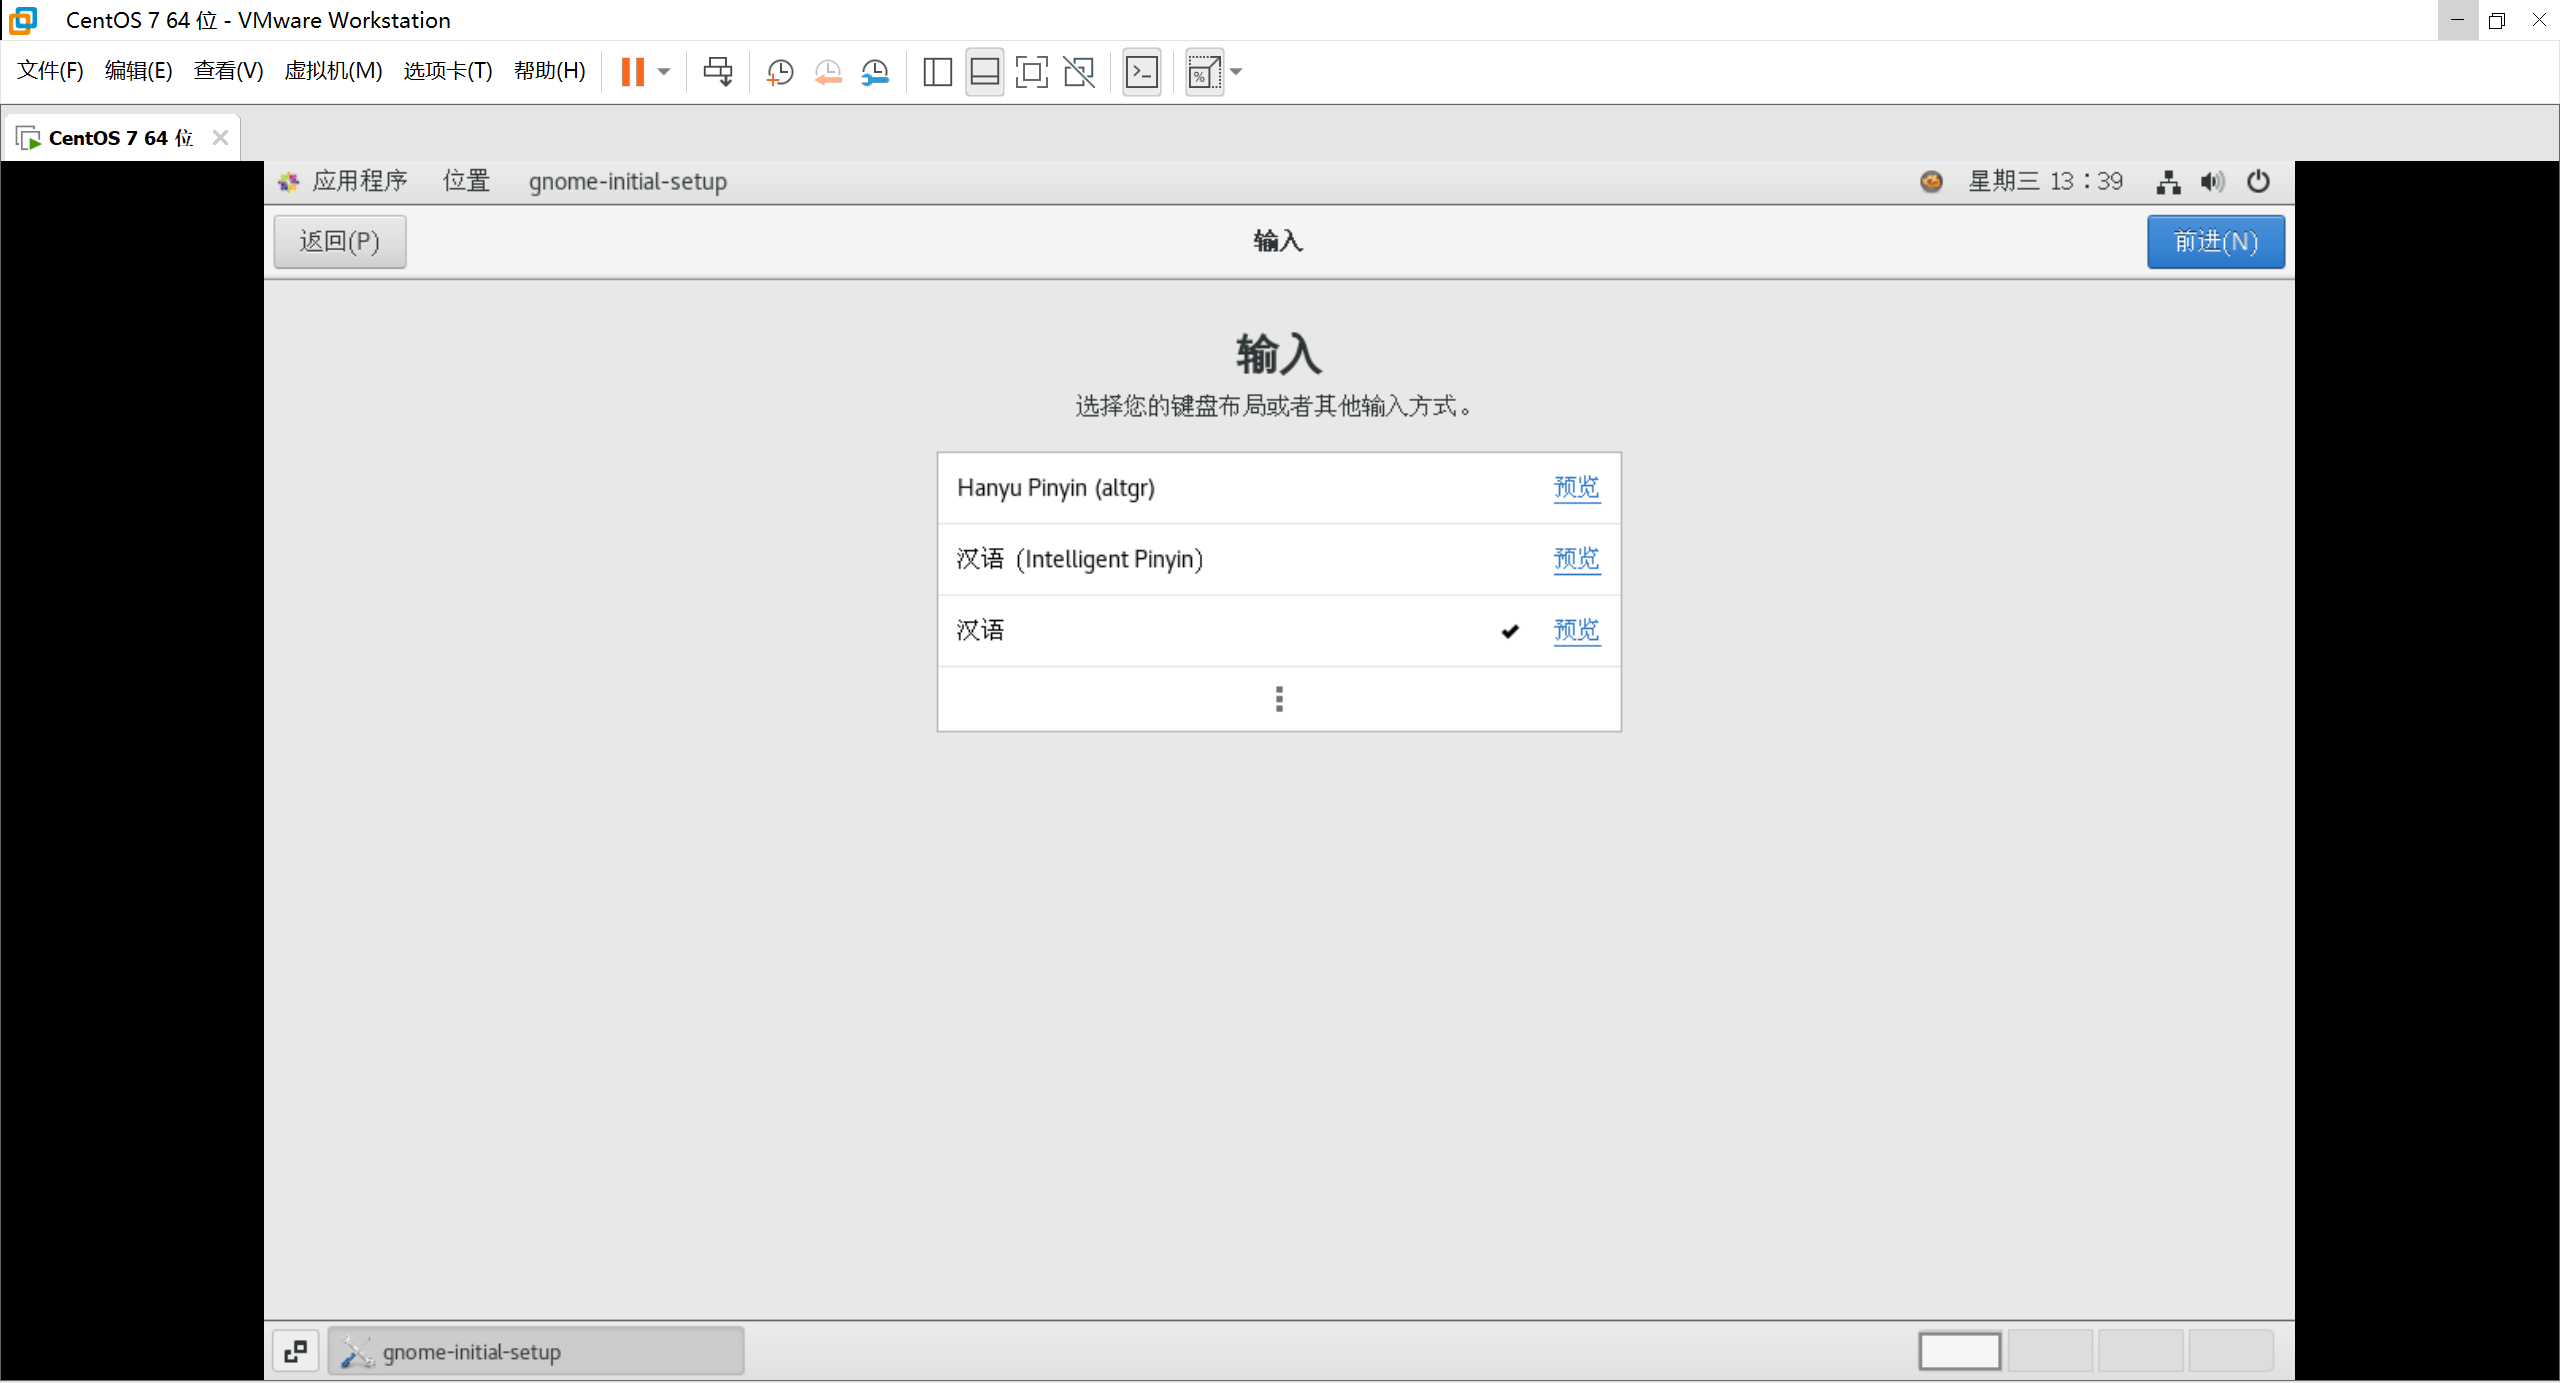 CentOS 7 64 位 - VMware Workstation
文件(F) 编辑(E) 查看(V) 虚拟机(M) 选项卡(T) 帮助(H)
CentOS 7 64 位
应用程序 位置 gnome-initial-setup 星期三 13：39
返回(P) 输入 前进(N)
输入
选择您的键盘布局或者其他输入方式。
Hanyu Pinyin (altgr) 预览
汉语 (Intelligent Pinyin) 预览
汉语 预览
gnome-initial-setup